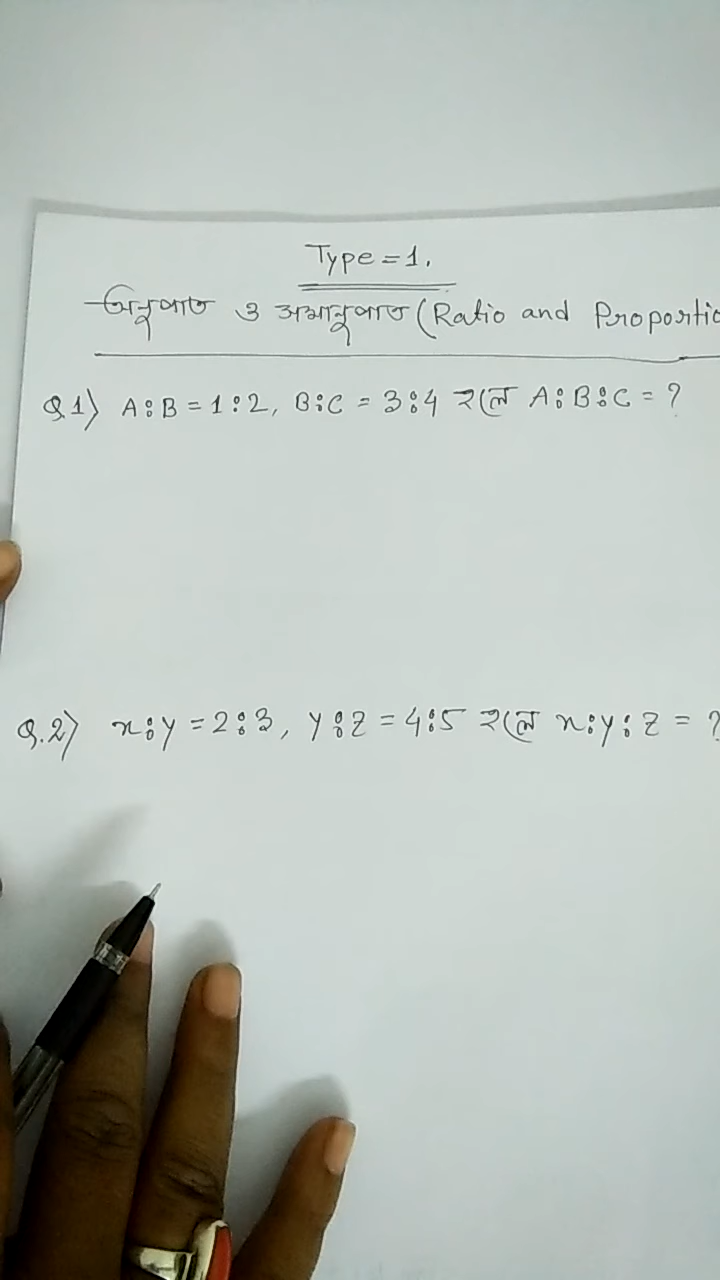 Type = 1.
অনুপাত ও সমানুপাত (Ratio and Proportio
Q.1) A:B = 1:2, B:C = 3:4 হলে A:B:C = ?
Q.2) x:y = 2:3, y:z = 4:5 হলে x:y:z = ?